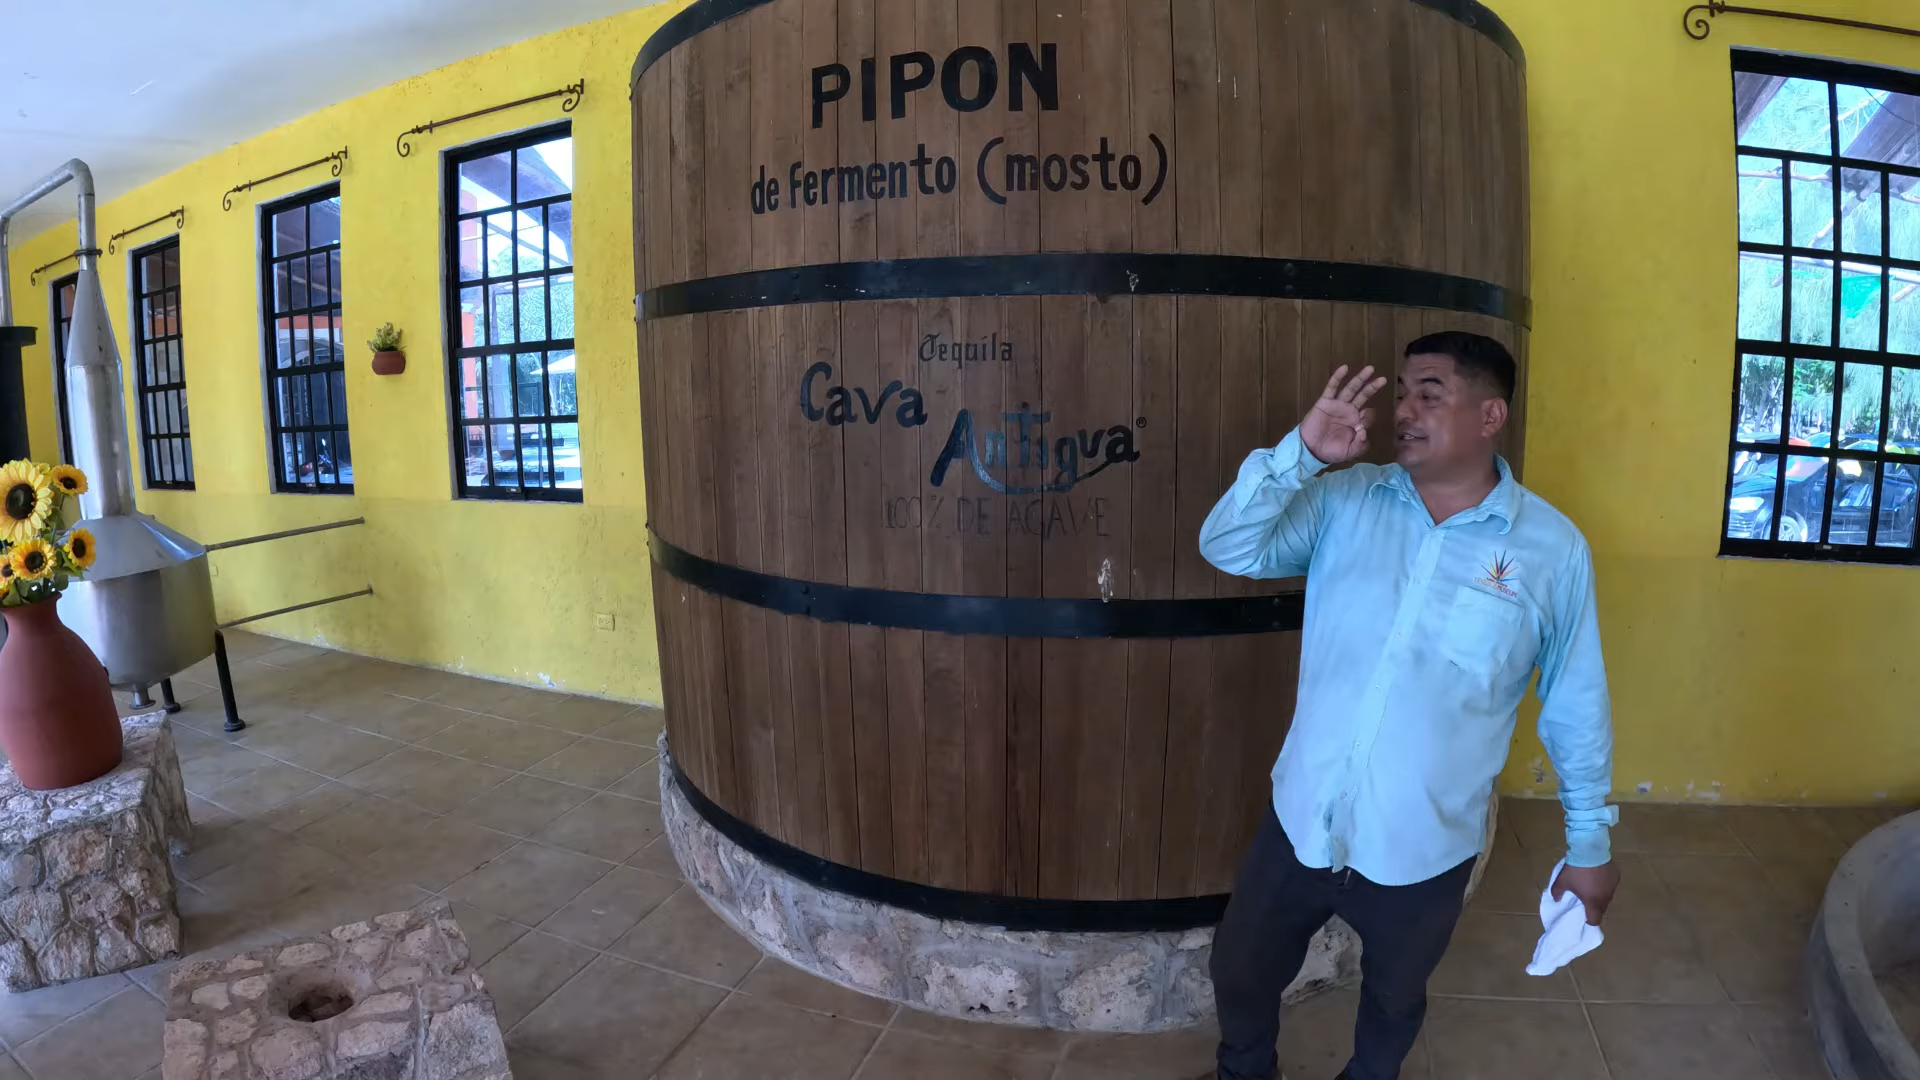 PIPON
de Fermento (mosto)
Tequila
Cava
Antigua®
100% DE AGAVE